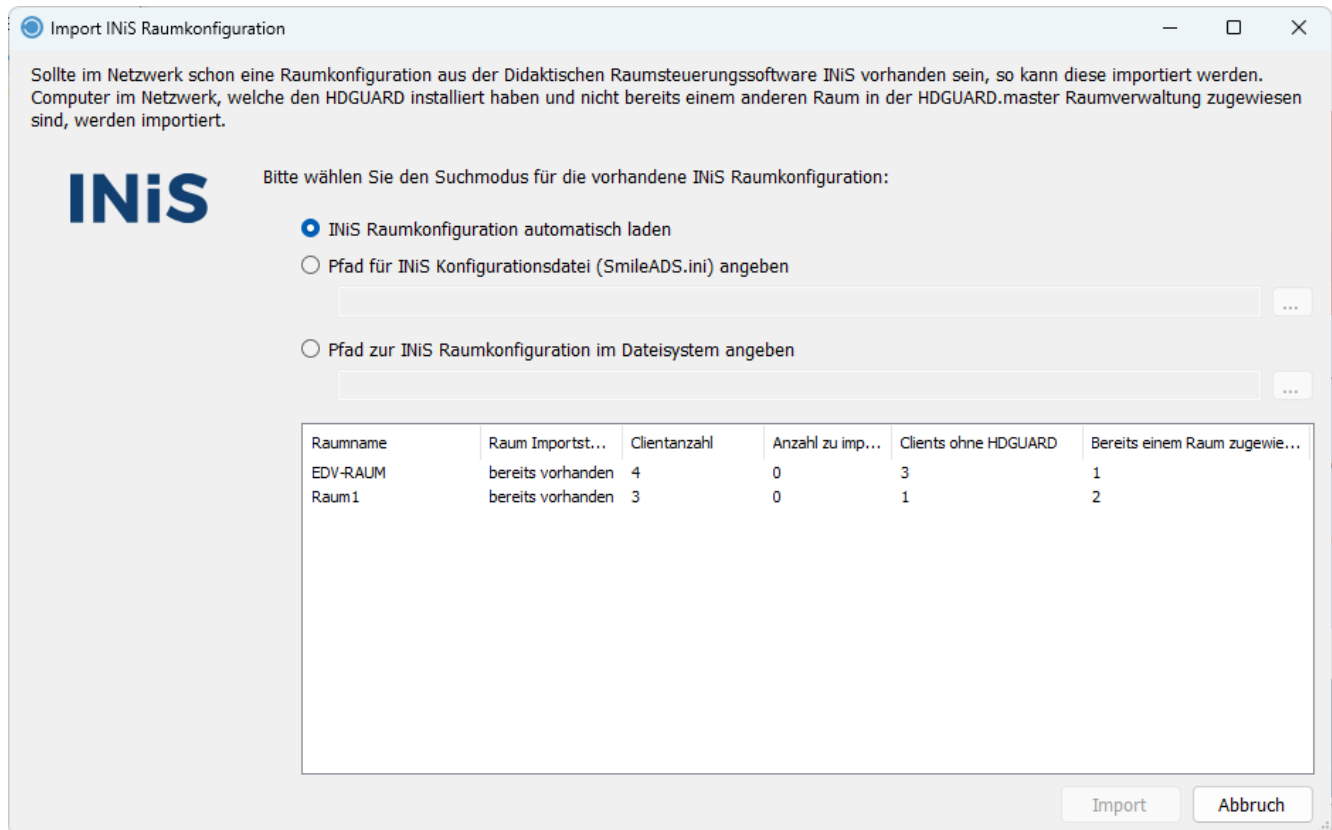 Import INiS Raumkonfiguration
Sollte im Netzwerk schon eine Raumkonfiguration aus der Didaktischen Raumsteuerungssoftware INiS vorhanden sein, so kann diese importiert werden.
Computer im Netzwerk, welche den HDGUARD installiert haben und nicht bereits einem anderen Raum in der HDGUARD.master Raumverwaltung zugewiesen
sind, werden importiert.
INiS
Bitte wählen Sie den Suchmodus für die vorhandene INiS Raumkonfiguration:
INiS Raumkonfiguration automatisch laden
Pfad für INiS Konfigurationsdatei (SmileADS.ini) angeben
...
Pfad zur INiS Raumkonfiguration im Dateisystem angeben
...
Raumname Raum Importst... Clientanzahl Anzahl zu imp... Clients ohne HDGUARD Bereits einem Raum zugewie...
EDV-RAUM bereits vorhanden 4 0 3 1
Raum1 bereits vorhanden 3 0 1 2
Import Abbruch